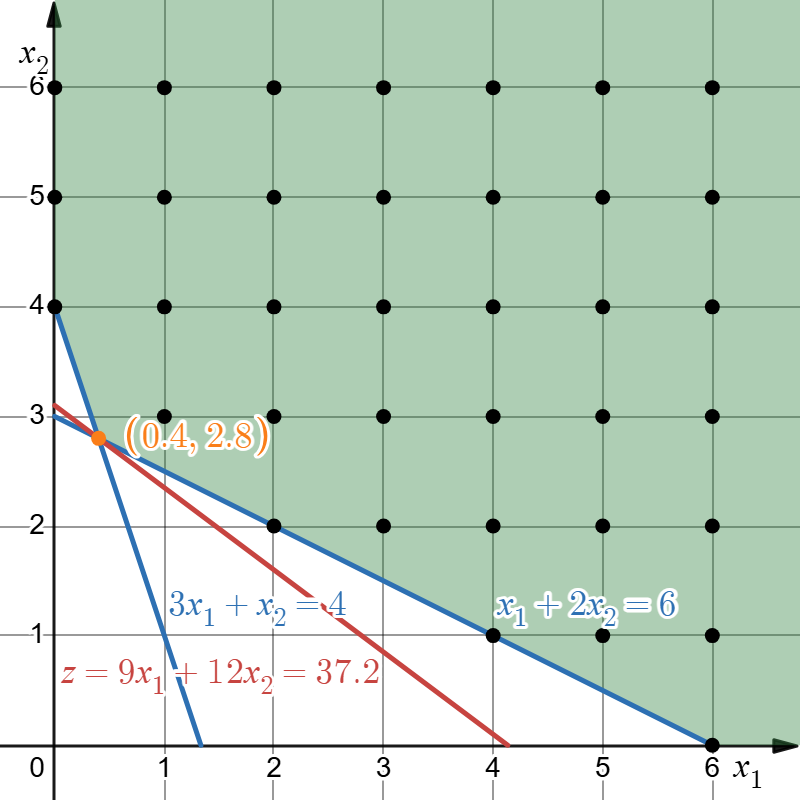 x₂
6
5
4
3
(0.4, 2.8)
2
3x₁ + x₂ = 4
x₁ + 2x₂ = 6
1
z = 9x₁ + 12x₂ = 37.2
0 1 2 3 4 5 6 x₁